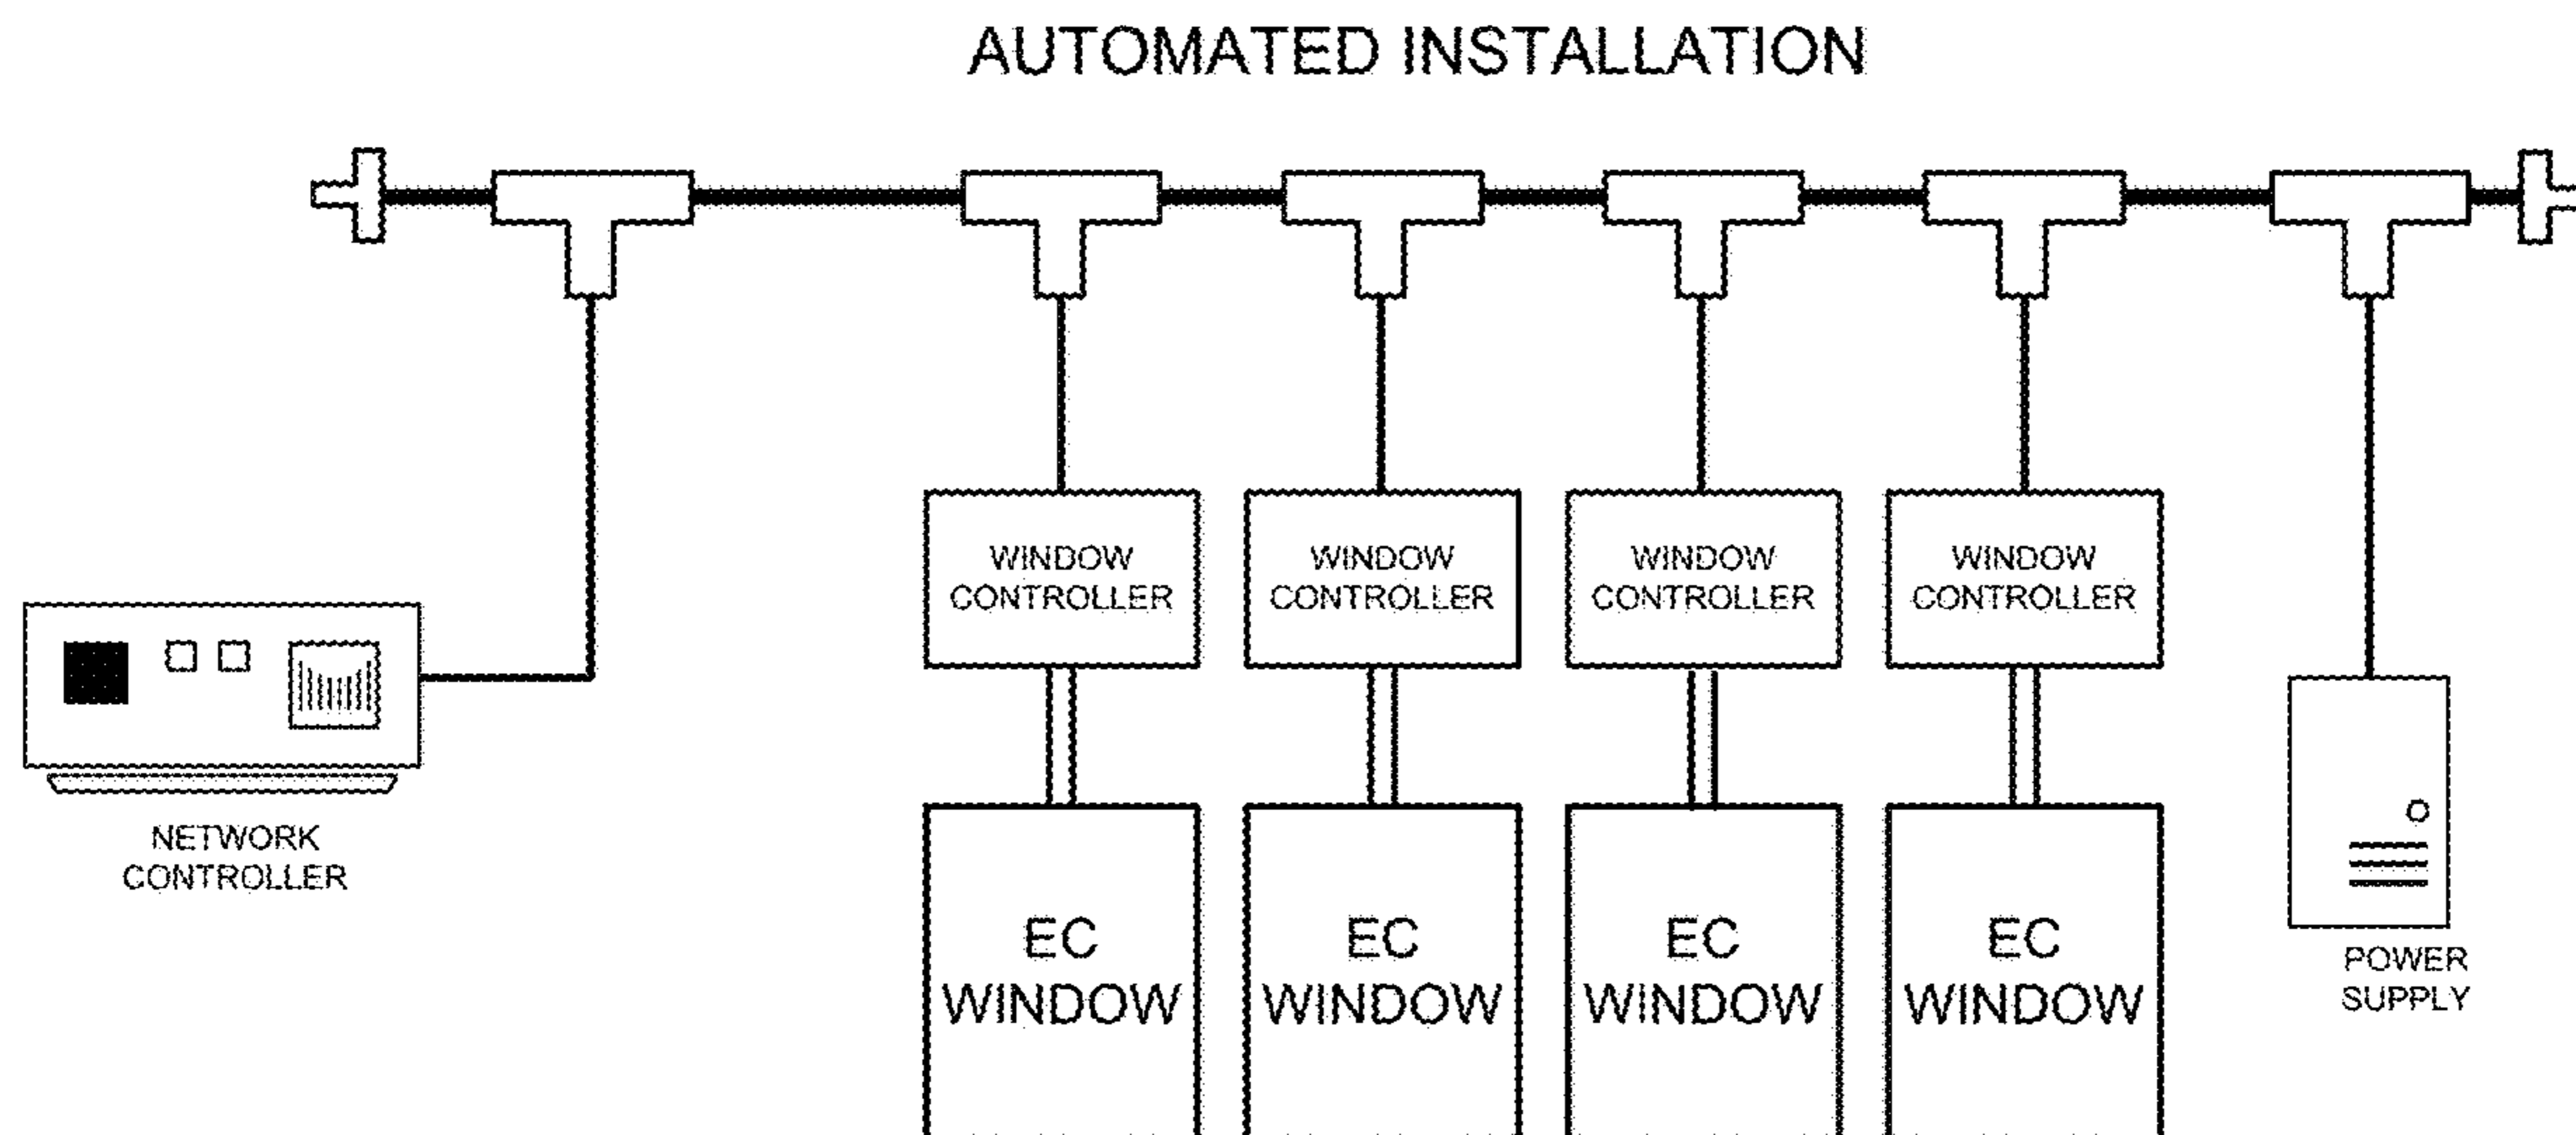 AUTOMATED INSTALLATION
WINDOW
CONTROLLER
WINDOW
CONTROLLER
WINDOW
CONTROLLER
WINDOW
CONTROLLER
NETWORK
CONTROLLER
EC
WINDOW
EC
WINDOW
EC
WINDOW
EC
WINDOW
POWER
SUPPLY